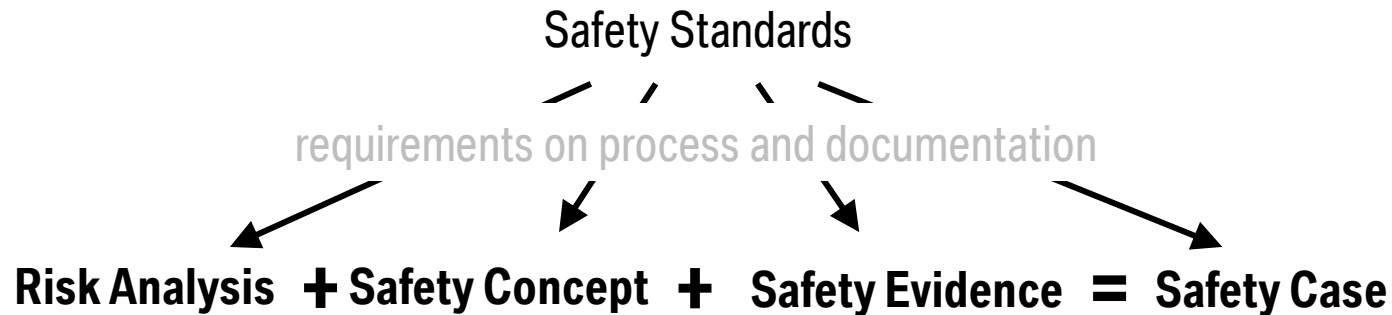 Safety Standards
requirements on process and documentation
Risk Analysis + Safety Concept + Safety Evidence = Safety Case